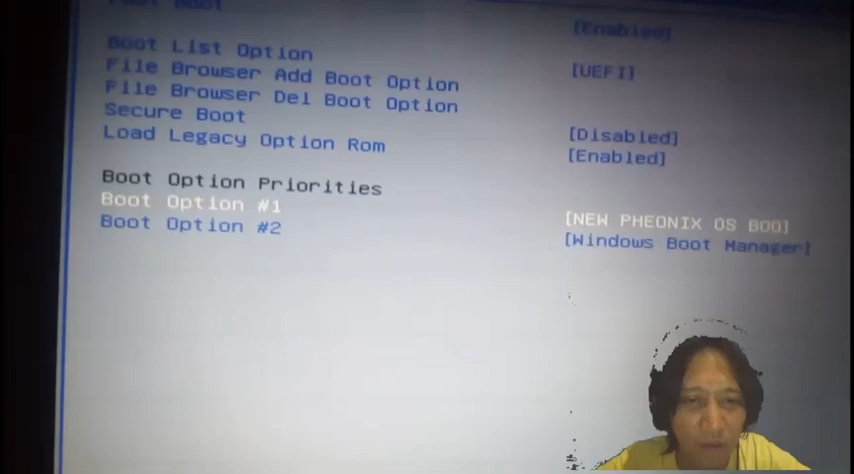 Fast Boot [Enabled]
Boot List Option [UEFI]
File Browser Add Boot Option
File Browser Del Boot Option
Secure Boot [Disabled]
Load Legacy Option Rom [Enabled]
Boot Option Priorities
Boot Option #1 [NEW PHEONIX OS BOO]
Boot Option #2 [Windows Boot Manager]